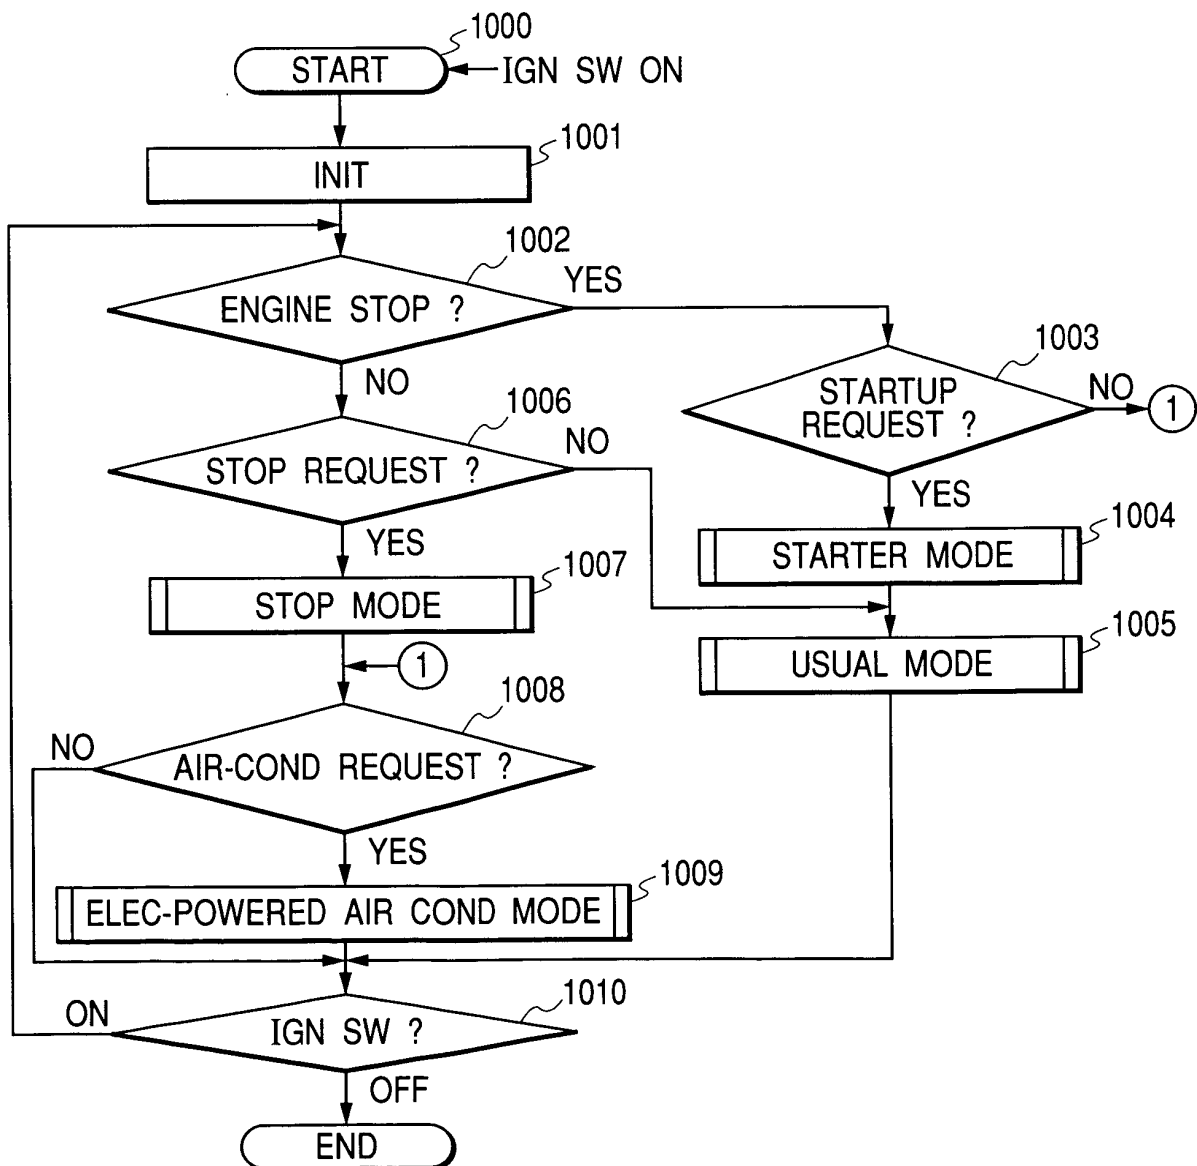 1000
START
IGN SW ON
1001
INIT
1002
ENGINE STOP ?
YES
NO
1003
STARTUP
REQUEST ?
NO
1
YES
1006
STOP REQUEST ?
NO
YES
1004
STARTER MODE
1007
STOP MODE
1005
USUAL MODE
1
1008
AIR-COND REQUEST ?
NO
YES
1009
ELEC-POWERED AIR COND MODE
1010
IGN SW ?
ON
OFF
END